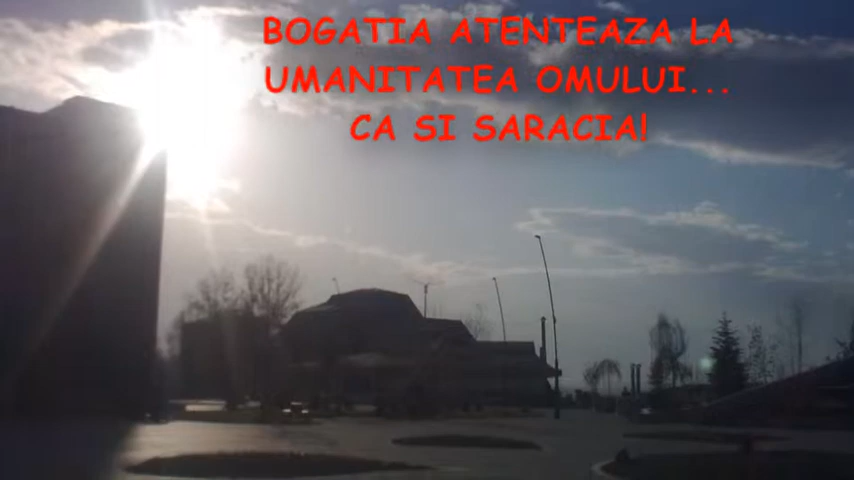 BOGATIA ATENTEAZA LA
UMANITATEA OMULUI...
CA SI SARACIA!